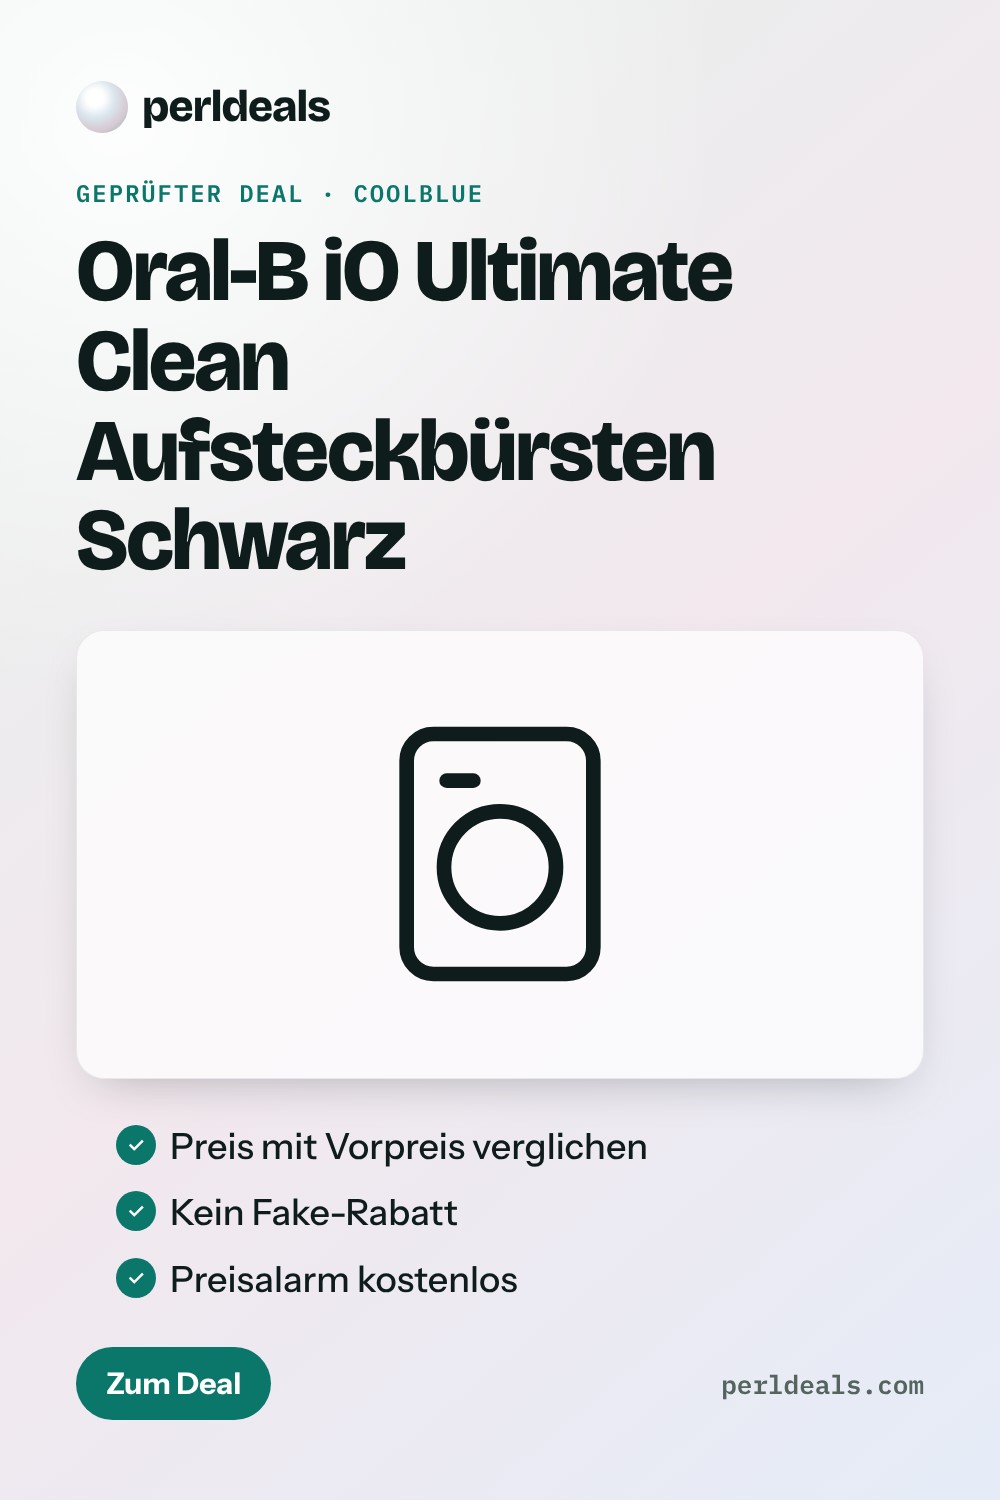 perldeals
GEPRÜFTER DEAL · COOLBLUE
Oral-B iO Ultimate
Clean
Aufsteckbürsten
Schwarz
Preis mit Vorpreis verglichen
Kein Fake-Rabatt
Preisalarm kostenlos
Zum Deal
perldeals.com